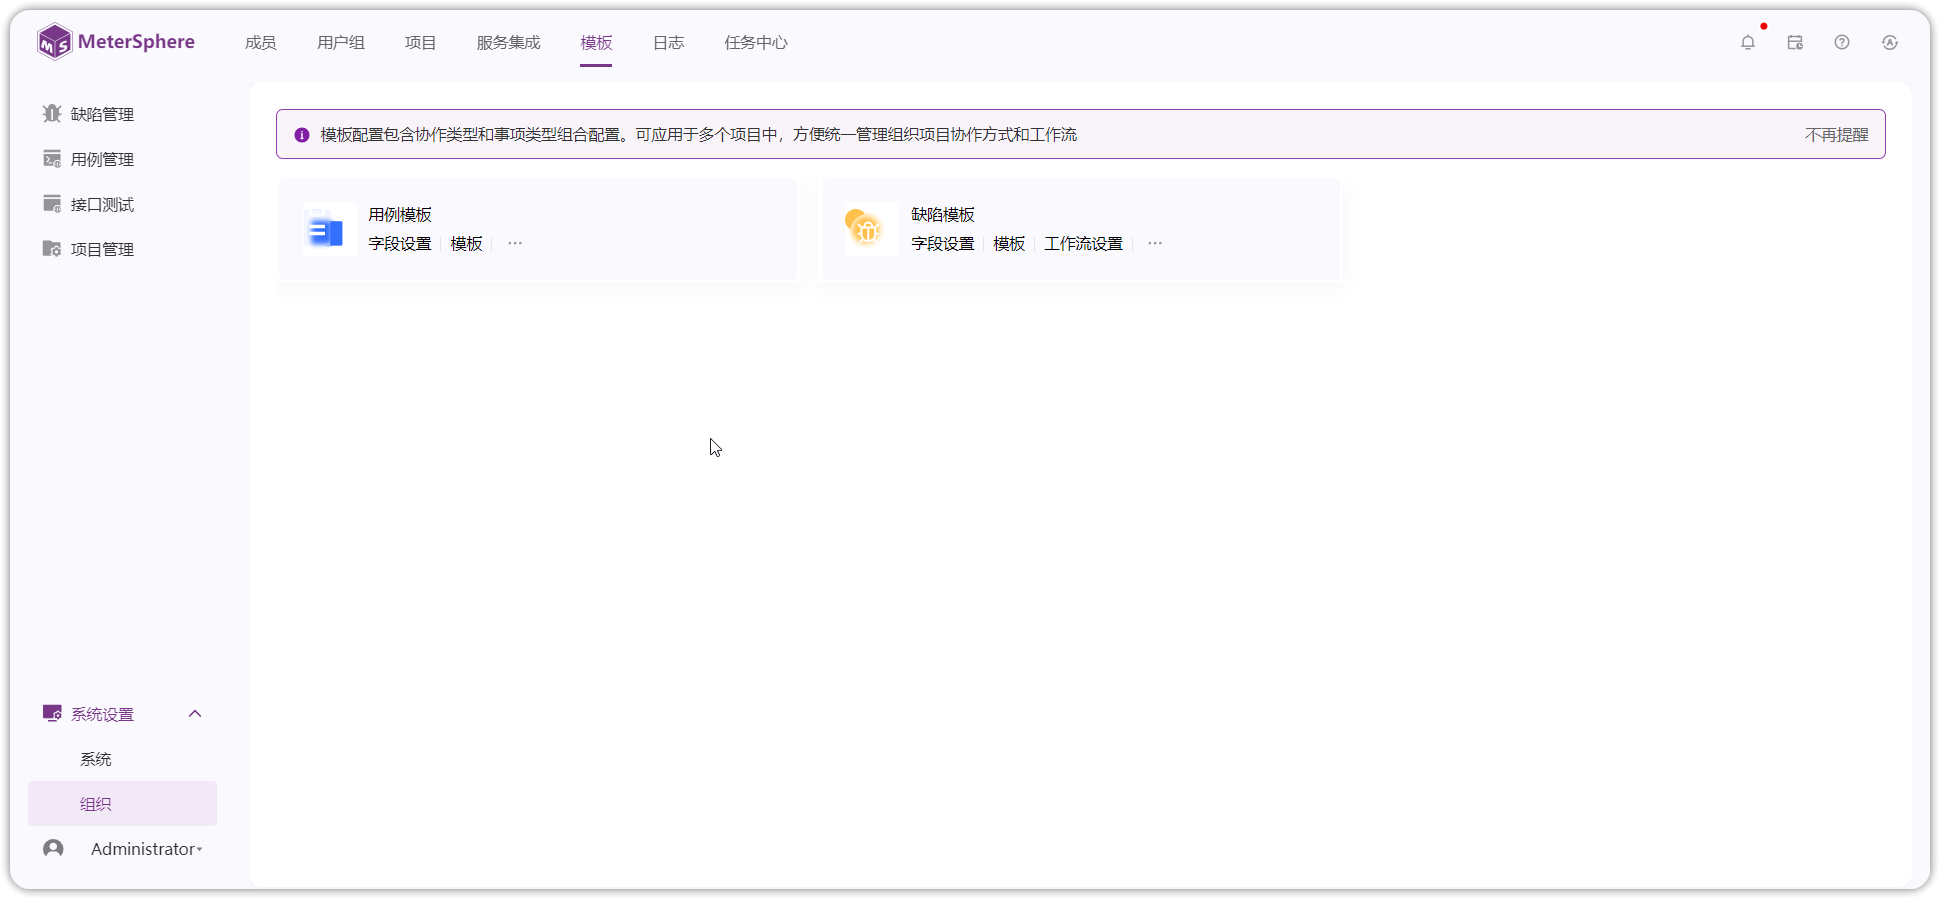 MeterSphere
成员 用户组 项目 服务集成 模板 日志 任务中心
缺陷管理
用例管理
接口测试
项目管理
模板配置包含协作类型和事项类型组合配置。可应用于多个项目中，方便统一管理组织项目协作方式和工作流 不再提醒
用例模板
字段设置 模板 ···
缺陷模板
字段设置 模板 工作流设置 ···
系统设置
系统
组织
Administrator